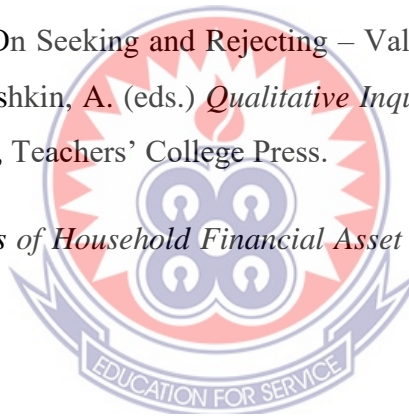 On Seeking and Rejecting – Val
shkin, A. (eds.) Qualitative Inqu
, Teachers' College Press.
s of Household Financial Asset
EDUCATION FOR SERVICE